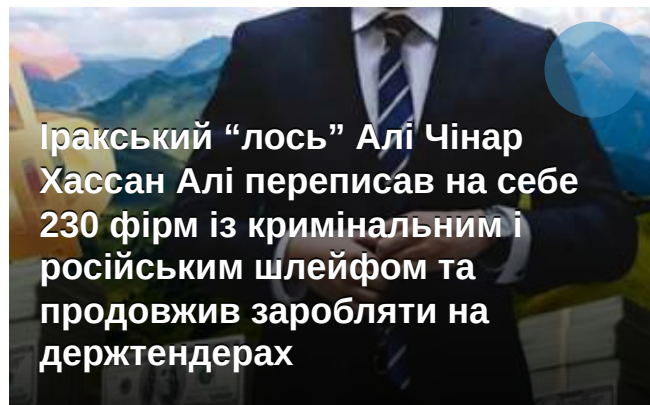 Іракський “лось” Алі Чінар
Хассан Алі переписав на себе
230 фірм із кримінальним і
російським шлейфом та
продовжив заробляти на
держтендерах